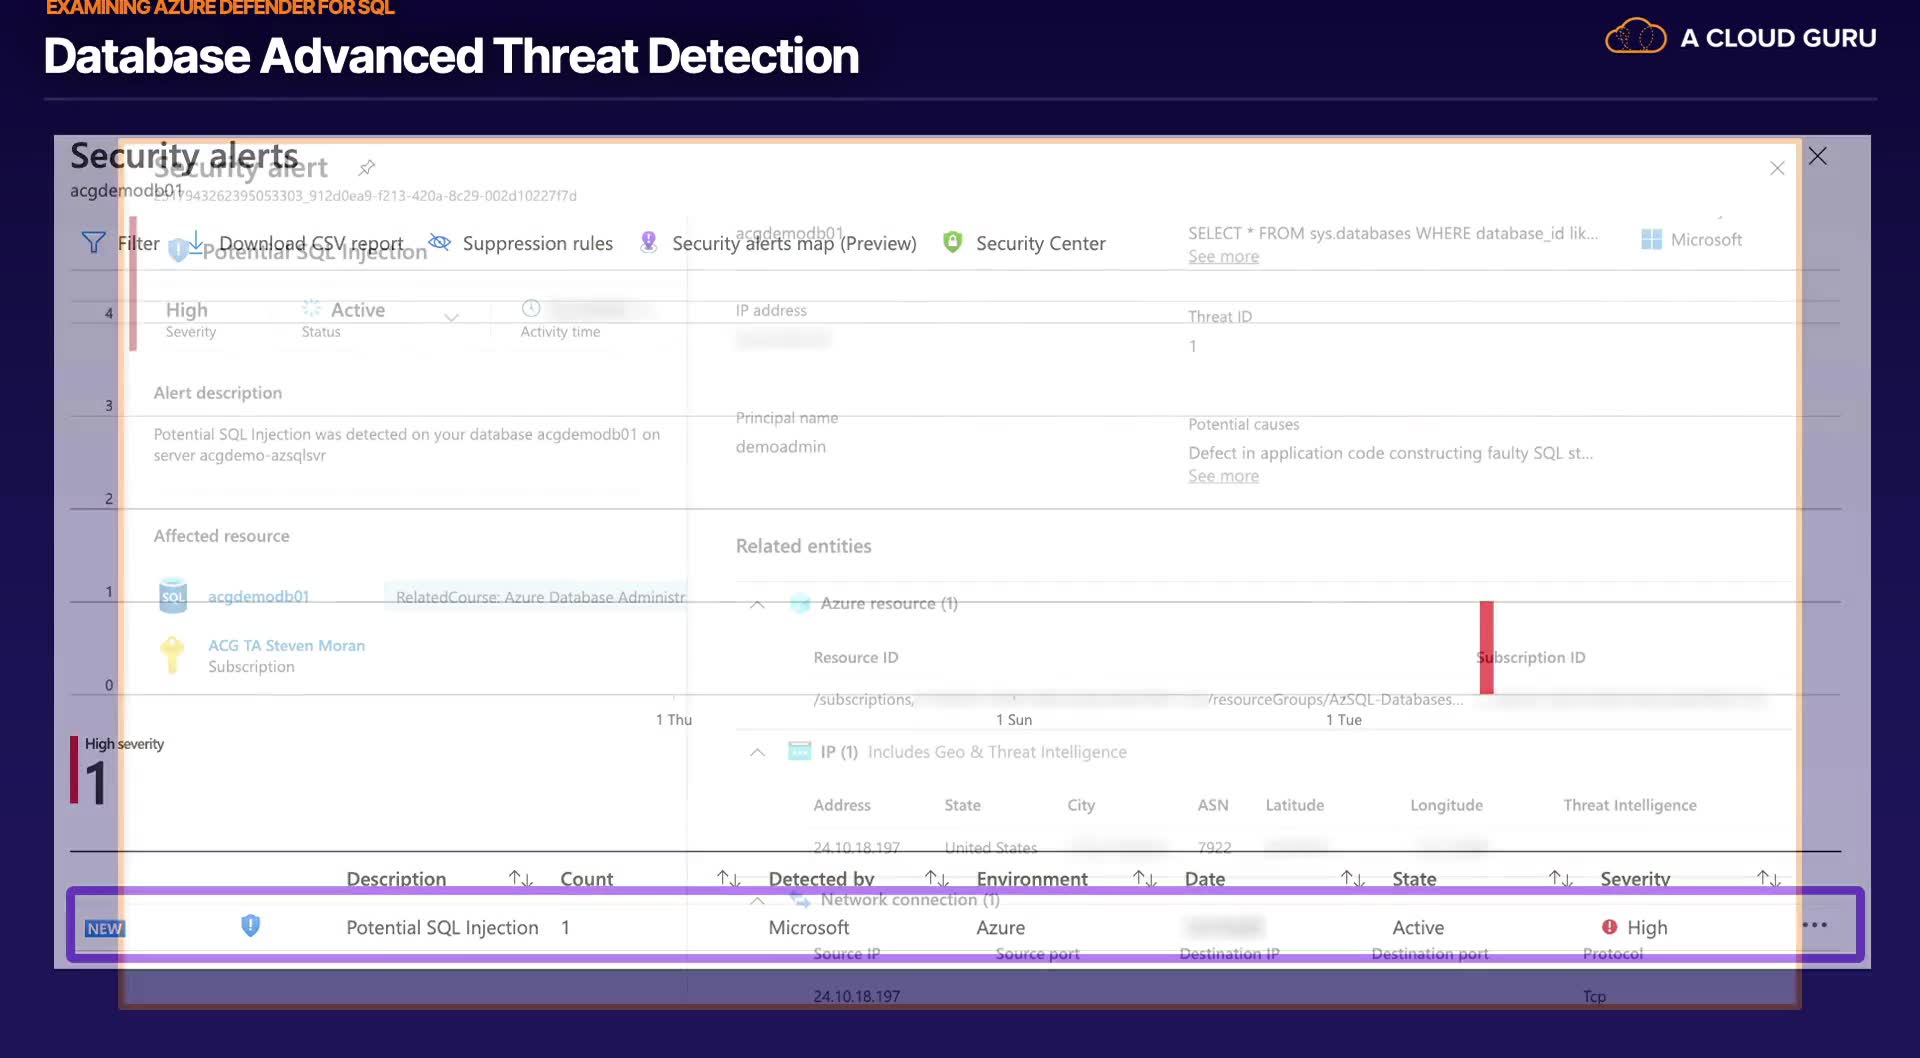 EXAMINING AZURE DEFENDER FOR SQL
Database Advanced Threat Detection
A CLOUD GURU
Security alerts
acgdemodb01
Security alert
2517943262395053303_912d0ea9-f213-420a-8c29-002d10227f7d
Filter
Download CSV report
Suppression rules
Security alerts map (Preview)
Security Center
Potential SQL Injection
High
Severity
Active
Status
Activity time
Alert description
Potential SQL Injection was detected on your database acgdemodb01 on
server acgdemo-azsqlsvr
Affected resource
SQL
acgdemodb01
RelatedCourse: Azure Database Administr
ACG TA Steven Moran
Subscription
acgdemodb01
SELECT * FROM sys.databases WHERE database_id lik...
See more
Microsoft
IP address
Threat ID
1
Principal name
demoadmin
Potential causes
Defect in application code constructing faulty SQL st...
See more
Related entities
Azure resource (1)
Resource ID
Subscription ID
/subscriptions,
/resourceGroups/AzSQL-Databases...
IP (1) Includes Geo & Threat Intelligence
Address
State
City
ASN
Latitude
Longitude
Threat Intelligence
24.10.18.197
United States
7922
Network connection (1)
Source IP
Source port
Destination IP
Destination port
Protocol
24.10.18.197
Tcp
4
3
2
1
0
1 Thu
1 Sun
1 Tue
High severity
1
Description
Count
Detected by
Environment
Date
State
Severity
NEW
Potential SQL Injection
1
Microsoft
Azure
Active
High